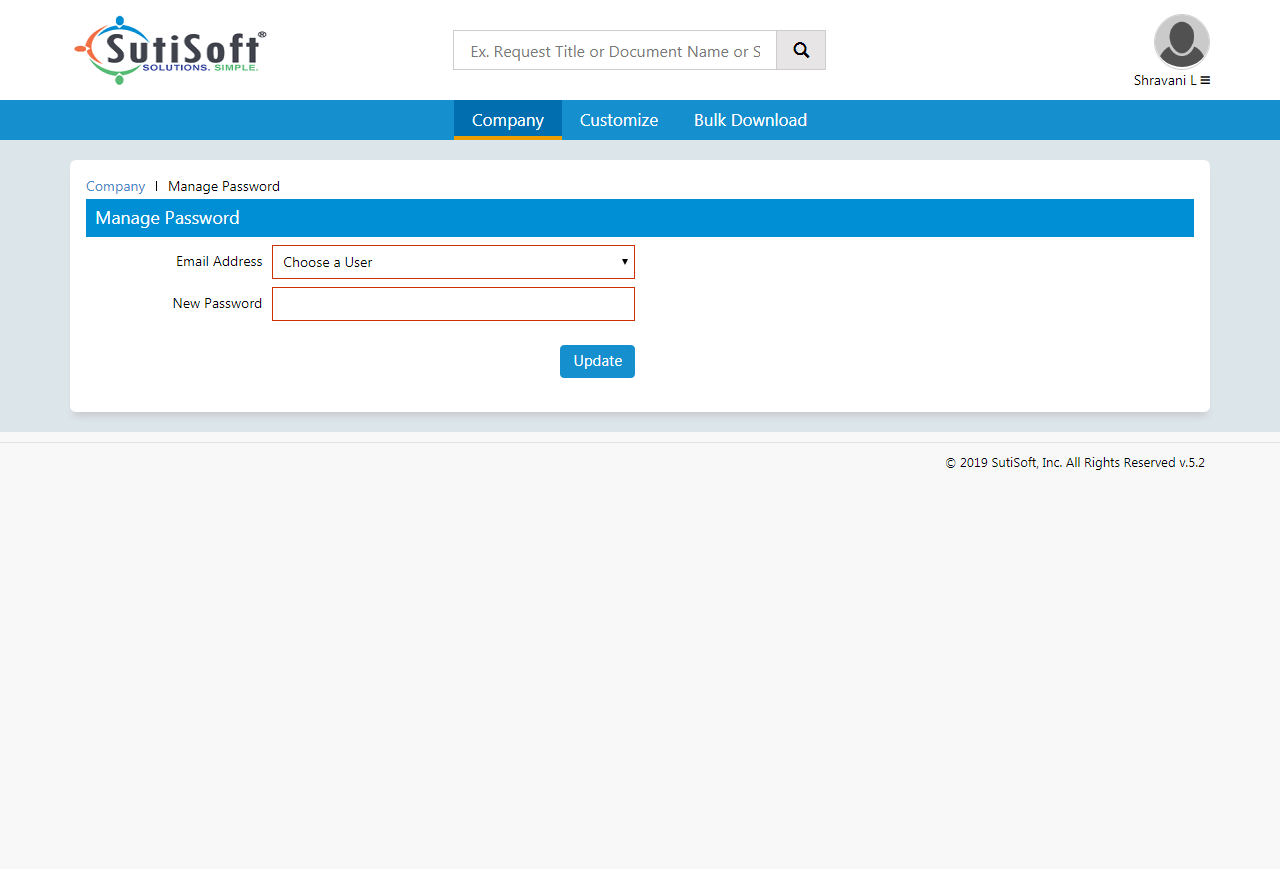 SutiSoft®
SOLUTIONS. SIMPLE.
Ex. Request Title or Document Name or S
Shravani L
Company Customize Bulk Download
Company | Manage Password
Manage Password
Email Address Choose a User
New Password
Update
© 2019 SutiSoft, Inc. All Rights Reserved v.5.2